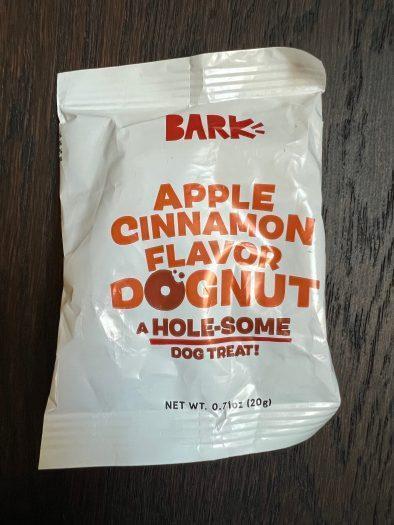 BARK
APPLE
CINNAMON
FLAVOR
DOGNUT
A HOLE-SOME
DOG TREAT!
NET WT. 0.71oz (20g)